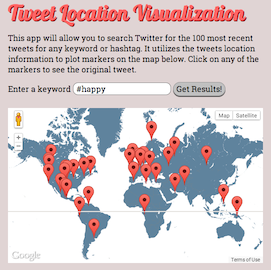 Tweet Location Visualization
This app will allow you to search Twitter for the 100 most recent
tweets for any keyword or hashtag. It utilizes the tweets location
information to plot markers on the map below. Click on any of the
markers to see the original tweet.
Enter a keyword #happy Get Results!
Map Satellite
+
-
Google Terms of Use